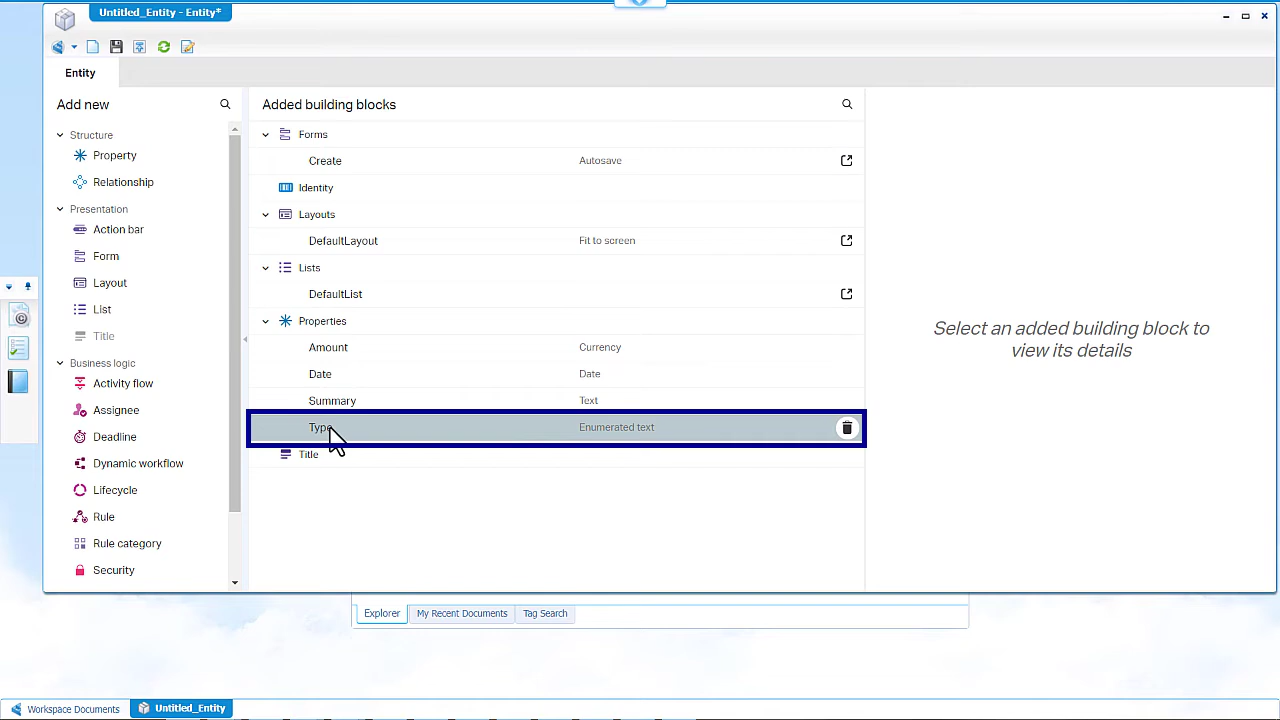 Untitled_Entity - Entity*
Entity
Add new
Structure
Property
Relationship
Presentation
Action bar
Form
Layout
List
Title
Business logic
Activity flow
Assignee
Deadline
Dynamic workflow
Lifecycle
Rule
Rule category
Security
Added building blocks
Forms
Create Autosave
Identity
Layouts
DefaultLayout Fit to screen
Lists
DefaultList
Properties
Amount Currency
Date Date
Summary Text
Type Enumerated text
Title
Select an added building block to
view its details
Explorer My Recent Documents Tag Search
Workspace Documents Untitled_Entity